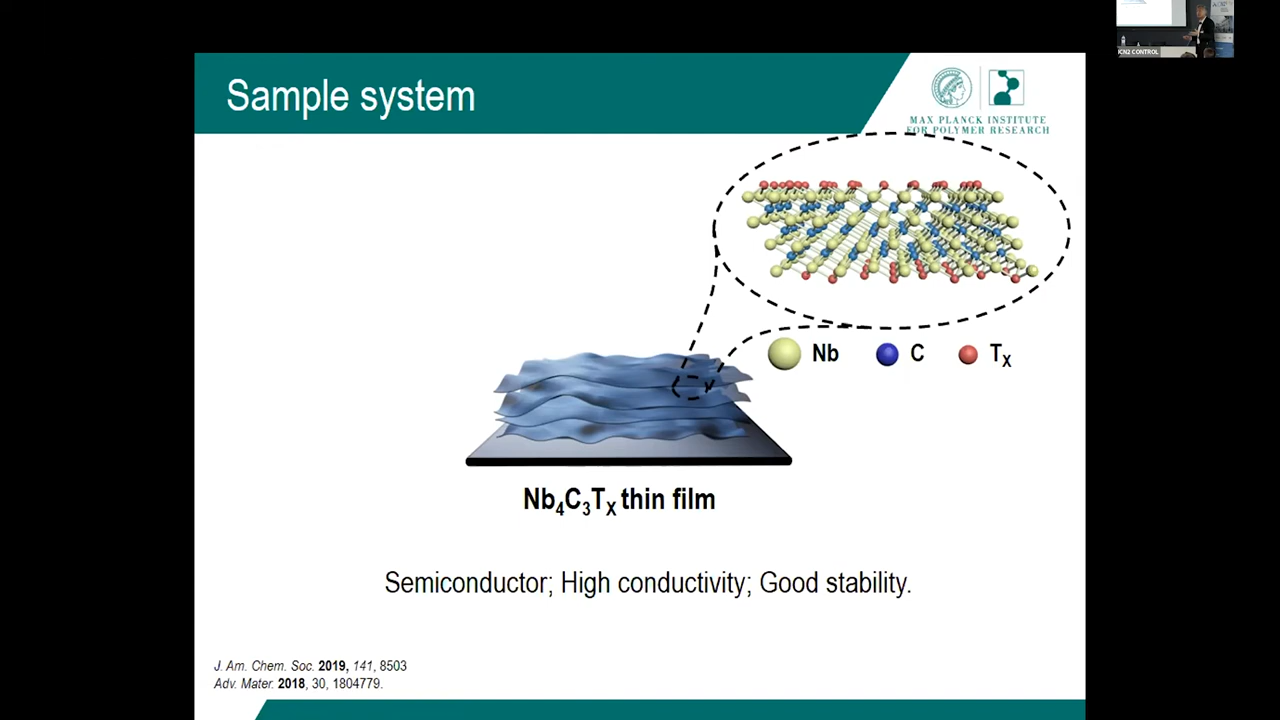 Sample system
MAX PLANCK INSTITUTE
FOR POLYMER RESEARCH
Nb C Tₓ
Nb₄C₃Tₓ thin film
Semiconductor; High conductivity; Good stability.
J. Am. Chem. Soc. 2019, 141, 8503
Adv. Mater. 2018, 30, 1804779.
CONTROL